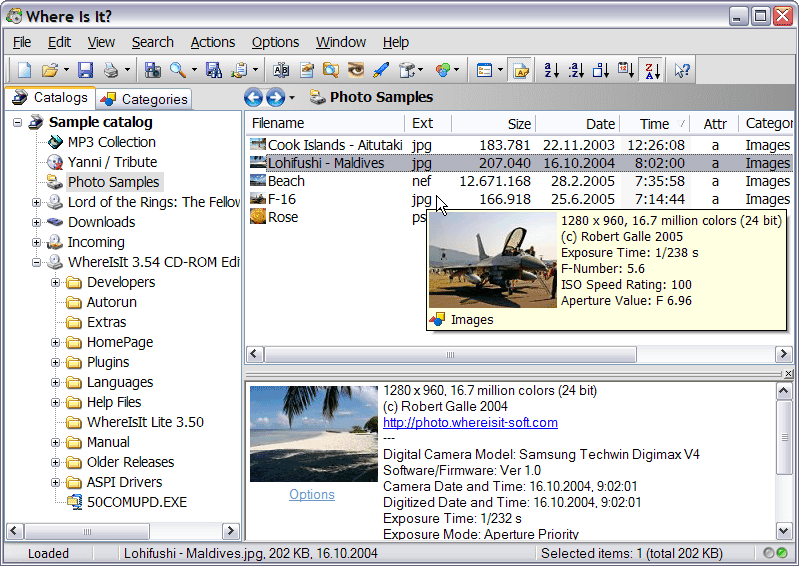 Where Is It?
File Edit View Search Actions Options Window Help
Catalogs Categories
Photo Samples
Sample catalog
MP3 Collection
Yanni / Tribute
Photo Samples
Lord of the Rings: The Fellow
Downloads
Incoming
WhereIsIt 3.54 CD-ROM Edi
Developers
Autorun
Extras
HomePage
Plugins
Languages
Help Files
WhereIsIt Lite 3.50
Manual
Older Releases
ASPI Drivers
50COMUPD.EXE
Filename Ext Size Date Time Attr Categor
Cook Islands - Aitutaki jpg 183.781 22.11.2003 12:26:08 a Images
Lohifushi - Maldives jpg 207.040 16.10.2004 8:02:00 a Images
Beach nef 12.671.168 28.2.2005 7:35:58 a Images
F-16 jpg 166.918 25.6.2005 7:14:44 a Images
Rose ps
1280 x 960, 16.7 million colors (24 bit)
(c) Robert Galle 2005
Exposure Time: 1/238 s
F-Number: 5.6
ISO Speed Rating: 100
Aperture Value: F 6.96
Images
1280 x 960, 16.7 million colors (24 bit)
(c) Robert Galle 2004
http://photo.whereisit-soft.com
---
Digital Camera Model: Samsung Techwin Digimax V4
Software/Firmware: Ver 1.0
Camera Date and Time: 16.10.2004, 9:02:01
Digitized Date and Time: 16.10.2004, 9:02:01
Exposure Time: 1/232 s
Exposure Mode: Aperture Priority
Options
Loaded Lohifushi - Maldives.jpg, 202 KB, 16.10.2004 Selected items: 1 (total 202 KB)